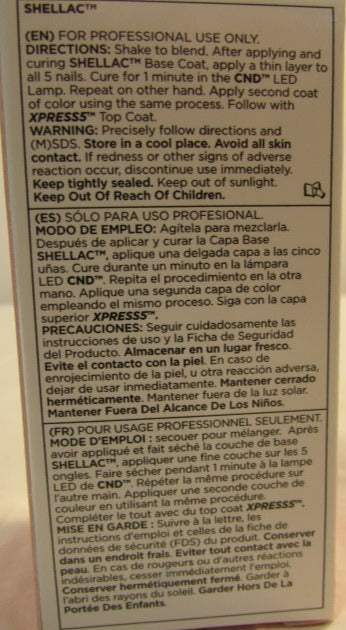 SHELLAC™
(EN) FOR PROFESSIONAL USE ONLY.
DIRECTIONS: Shake to blend. After applying and
curing SHELLAC™ Base Coat, apply a thin layer to
all 5 nails. Cure for 1 minute in the CND™ LED
Lamp. Repeat on other hand. Apply second coat
of color using the same process. Follow with
XPRESS5™ Top Coat.
WARNING: Precisely follow directions and
(M)SDS. Store in a cool place. Avoid all skin
contact. If redness or other signs of adverse
reaction occur, discontinue use immediately.
Keep tightly sealed. Keep out of sunlight.
Keep Out Of Reach Of Children.
(ES) SÓLO PARA USO PROFESIONAL.
MODO DE EMPLEO: Agítela para mezclarla.
Después de aplicar y curar la Capa Base
SHELLAC™, aplique una delgada capa a las cinco
uñas. Cure durante un minuto en la lámpara
LED CND™. Repita el procedimiento en la otra
mano. Aplique una segunda capa de color
empleando el mismo proceso. Siga con la capa
superior XPRESS5™.
PRECAUCIONES: Seguir cuidadosamente las
instrucciones de uso y la Ficha de Seguridad
del Producto. Almacenar en un lugar fresco.
Evite el contacto con la piel. En caso de
enrojecimiento de la piel, u otra reacción adversa,
dejar de usar inmediatamente. Mantener cerrado
herméticamente. Mantener fuera de la luz solar.
Mantener Fuera Del Alcance De Los Niños.
(FR) POUR USAGE PROFESSIONNEL SEULEMENT.
MODE D'EMPLOI : secouer pour mélanger. Après
avoir appliqué et fait séché la couche de base
SHELLAC™, appliquer une fine couche sur les 5
ongles. Faire sécher pendant 1 minute à la lampe
LED de CND™. Répéter la même procédure sur
l'autre main. Appliquer une seconde couche de
couleur en utilisant la même procédure.
Compléter le tout avec du top coat XPRESS5™.
MISE EN GARDE : Suivre à la lettre, les
instructions d'emploi et celles de la fiche de
données de sécurité (FDS) du produit. Conserver
dans un endroit frais. Eviter tout contact avec la
peau. En cas de rougeurs ou d'autres réactions
indésirables, cesser immédiatement l'emploi.
Conserver hermétiquement fermé. Garder à
l'abri des rayons du soleil. Garder Hors De La
Portée Des Enfants.